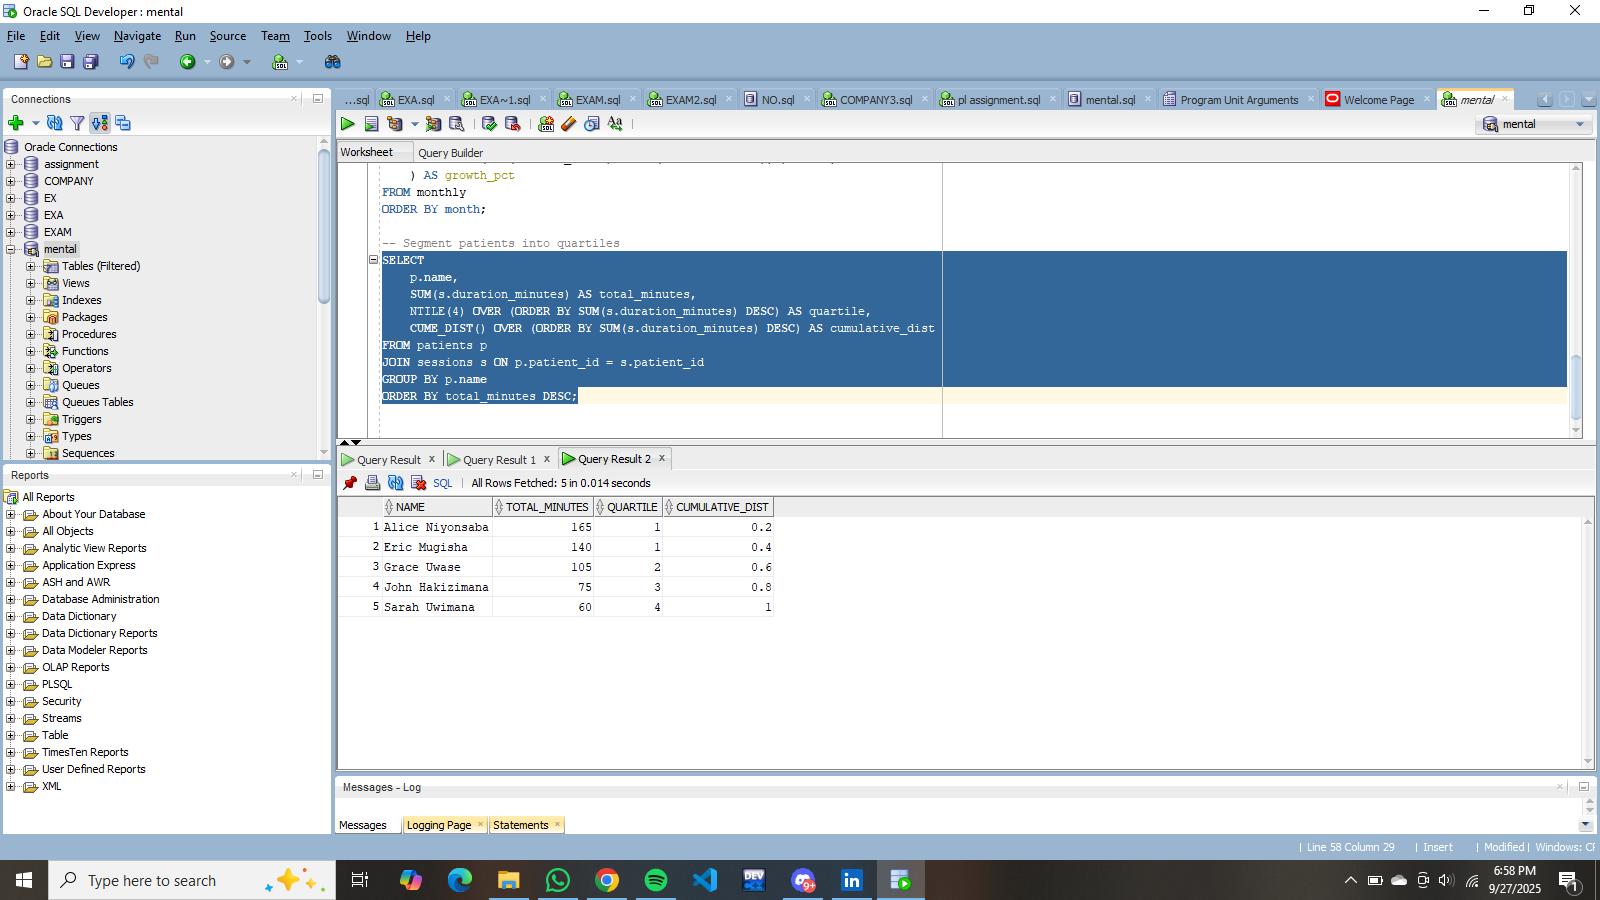 Oracle SQL Developer : mental
File Edit View Navigate Run Source Team Tools Window Help
Connections
Oracle Connections
assignment
COMPANY
EX
EXA
EXAM
mental
Tables (Filtered)
Views
Indexes
Packages
Procedures
Functions
Operators
Queues
Queues Tables
Triggers
Types
Sequences
Reports
All Reports
About Your Database
All Objects
Analytic View Reports
Application Express
ASH and AWR
Database Administration
Data Dictionary
Data Dictionary Reports
Data Modeler Reports
OLAP Reports
PLSQL
Security
Streams
Table
TimesTen Reports
User Defined Reports
XML
...sql EXA.sql EXA~1.sql EXAM.sql EXAM2.sql NO.sql COMPANY3.sql pl assignment.sql mental.sql Program Unit Arguments Welcome Page mental
mental
Worksheet Query Builder
) AS growth_pct
FROM monthly
ORDER BY month;
-- Segment patients into quartiles
SELECT
p.name,
SUM(s.duration_minutes) AS total_minutes,
NTILE(4) OVER (ORDER BY SUM(s.duration_minutes) DESC) AS quartile,
CUME_DIST() OVER (ORDER BY SUM(s.duration_minutes) DESC) AS cumulative_dist
FROM patients p
JOIN sessions s ON p.patient_id = s.patient_id
GROUP BY p.name
ORDER BY total_minutes DESC;
Query Result Query Result 1 Query Result 2
SQL All Rows Fetched: 5 in 0.014 seconds
NAME TOTAL_MINUTES QUARTILE CUMULATIVE_DIST
1 Alice Niyonsaba 165 1 0.2
2 Eric Mugisha 140 1 0.4
3 Grace Uwase 105 2 0.6
4 John Hakizimana 75 3 0.8
5 Sarah Uwimana 60 4 1
Messages - Log
Messages Logging Page Statements
Line 58 Column 29 Insert Modified Windows: CF
Type here to search
DEV
9+
6:58 PM
9/27/2025
1